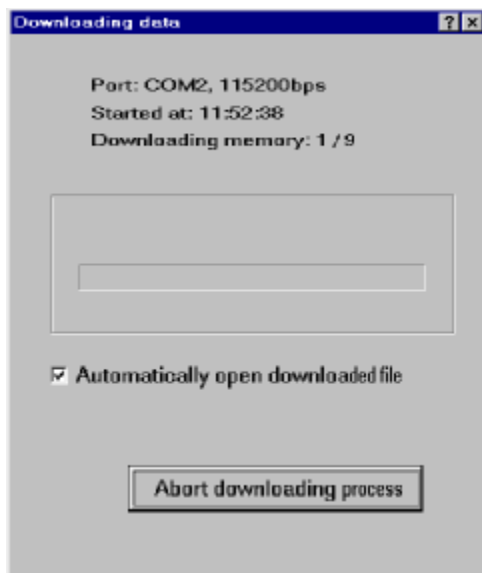 Downloading data
Port: COM2, 115200bps
Started at: 11:52:38
Downloading memory: 1 / 9
Automatically open downloaded file
Abort downloading process